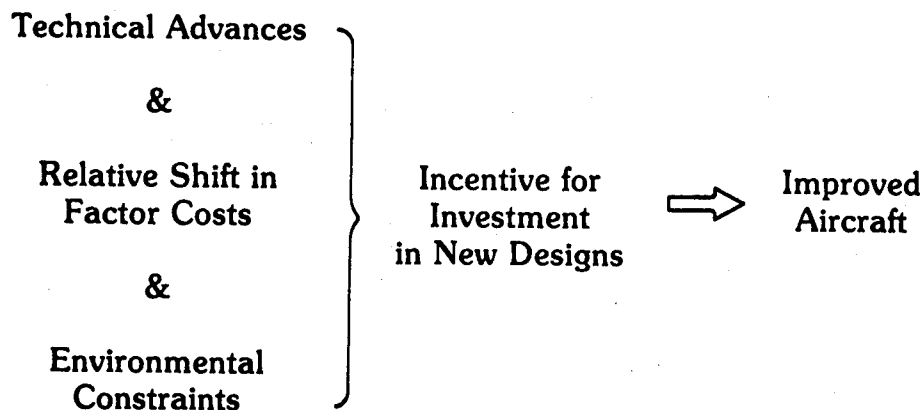 Technical Advances
&
Relative Shift in
Factor Costs
&
Environmental
Constraints
Incentive for
Investment
in New Designs
Improved
Aircraft